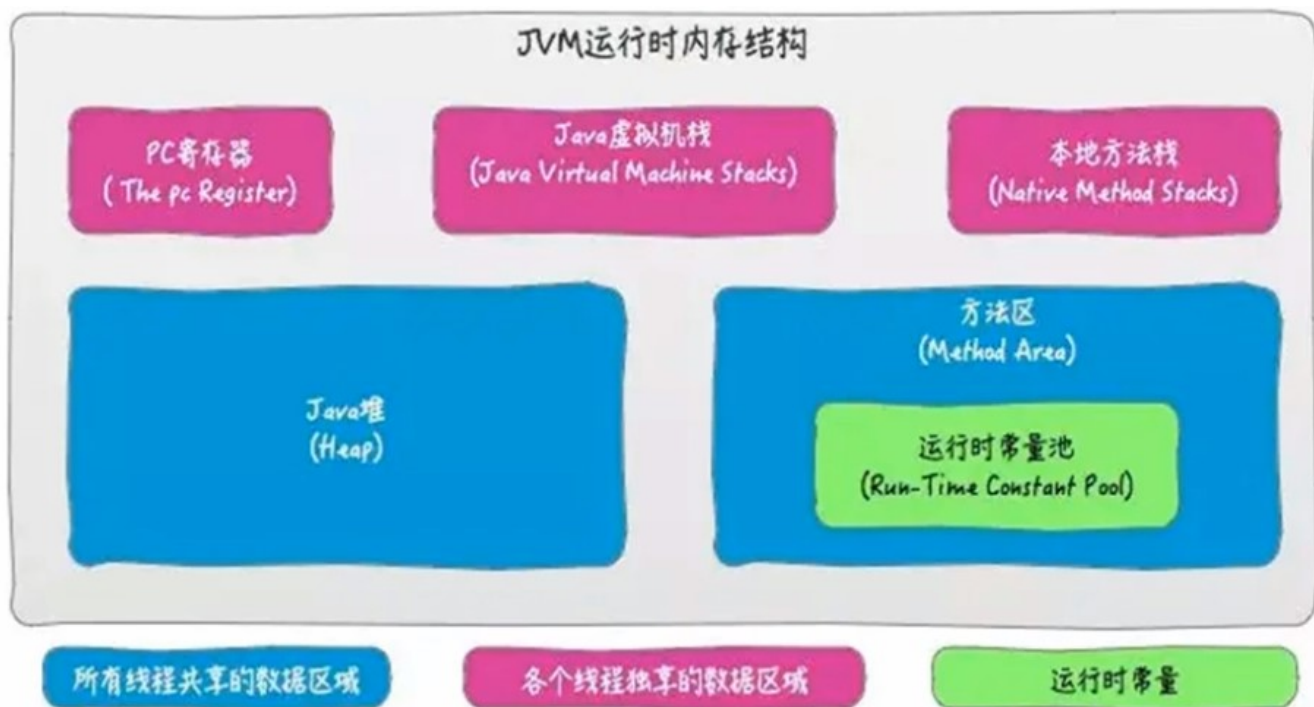 JVM运行时内存结构
PC寄存器
( The pc Register)
Java虚拟机栈
(Java Virtual Machine Stacks)
本地方法栈
(Native Method Stacks)
Java堆
(Heap)
方法区
(Method Area)
运行时常量池
(Run-Time Constant Pool)
所有线程共享的数据区域
各个线程独享的数据区域
运行时常量